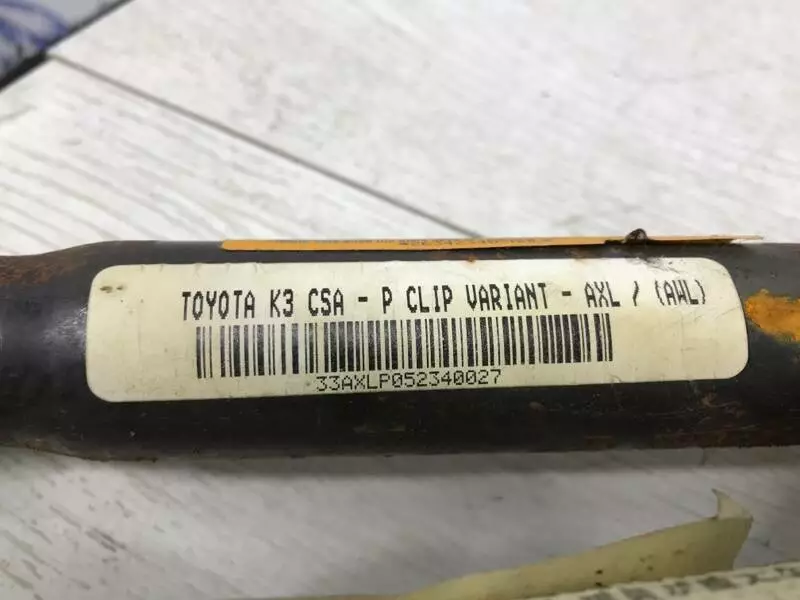 TOYOTA K3 CSA - P CLIP VARIANT - AXL / (AWL)
33AXLP052340027